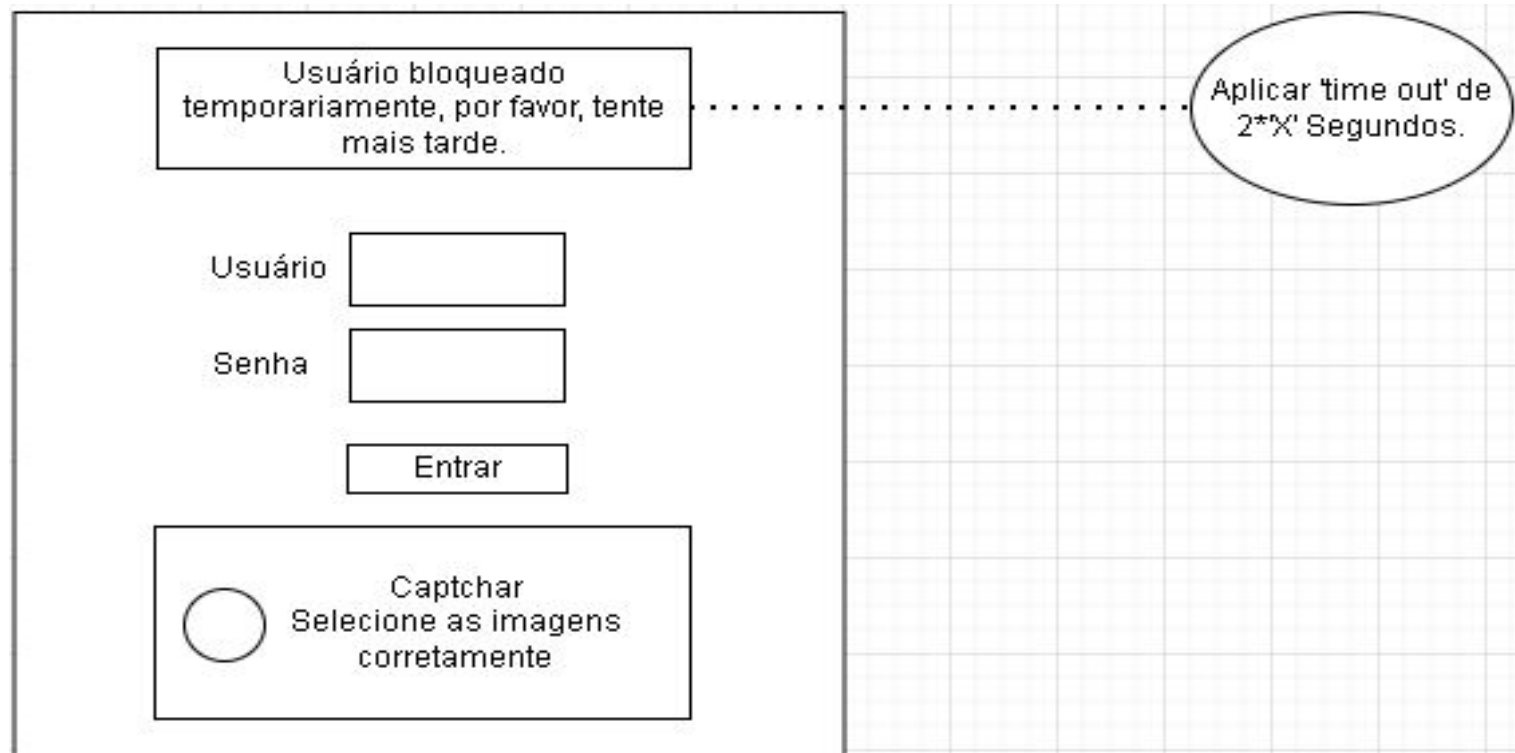 Usuário bloqueado
temporariamente, por favor, tente
mais tarde.
Aplicar 'time out' de
2*'X' Segundos.
Usuário
Senha
Entrar
Captchar
Selecione as imagens
corretamente